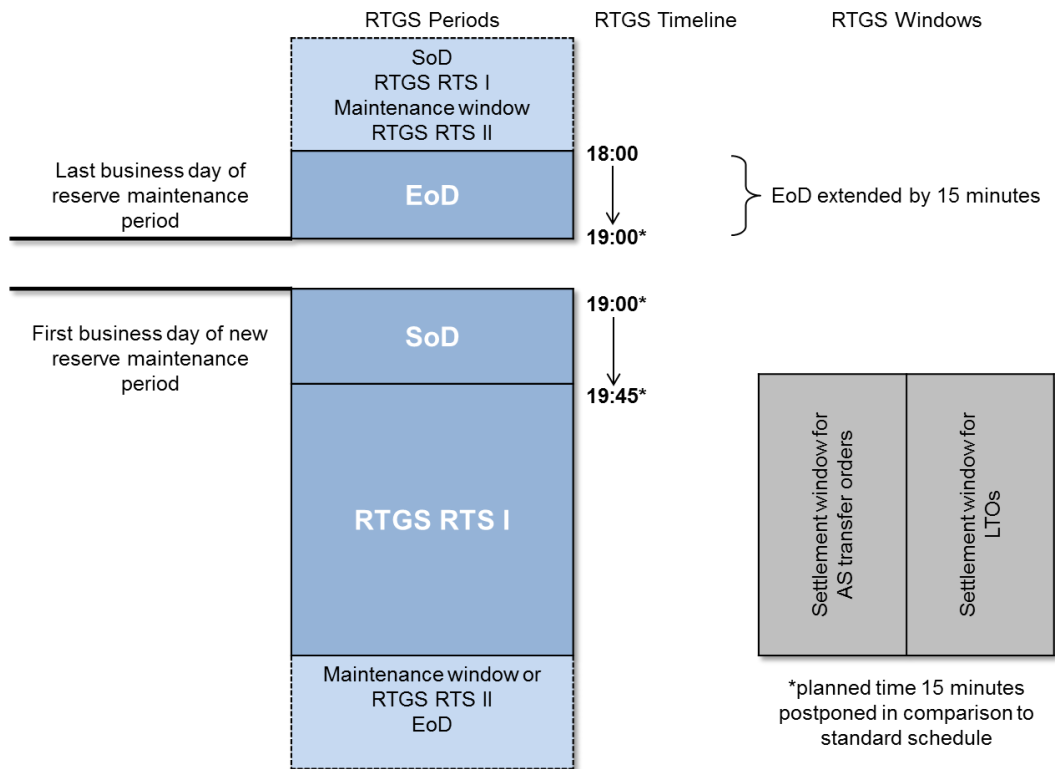 RTGS Periods
RTGS Timeline
RTGS Windows
SoD
RTGS RTS I
Maintenance window
RTGS RTS II
Last business day of
reserve maintenance
period
EoD
18:00
19:00*
EoD extended by 15 minutes
First business day of new
reserve maintenance
period
SoD
19:00*
19:45*
RTGS RTS I
Settlement window for
AS transfer orders
Settlement window for
LTOs
Maintenance window or
RTGS RTS II
EoD
*planned time 15 minutes
postponed in comparison to
standard schedule